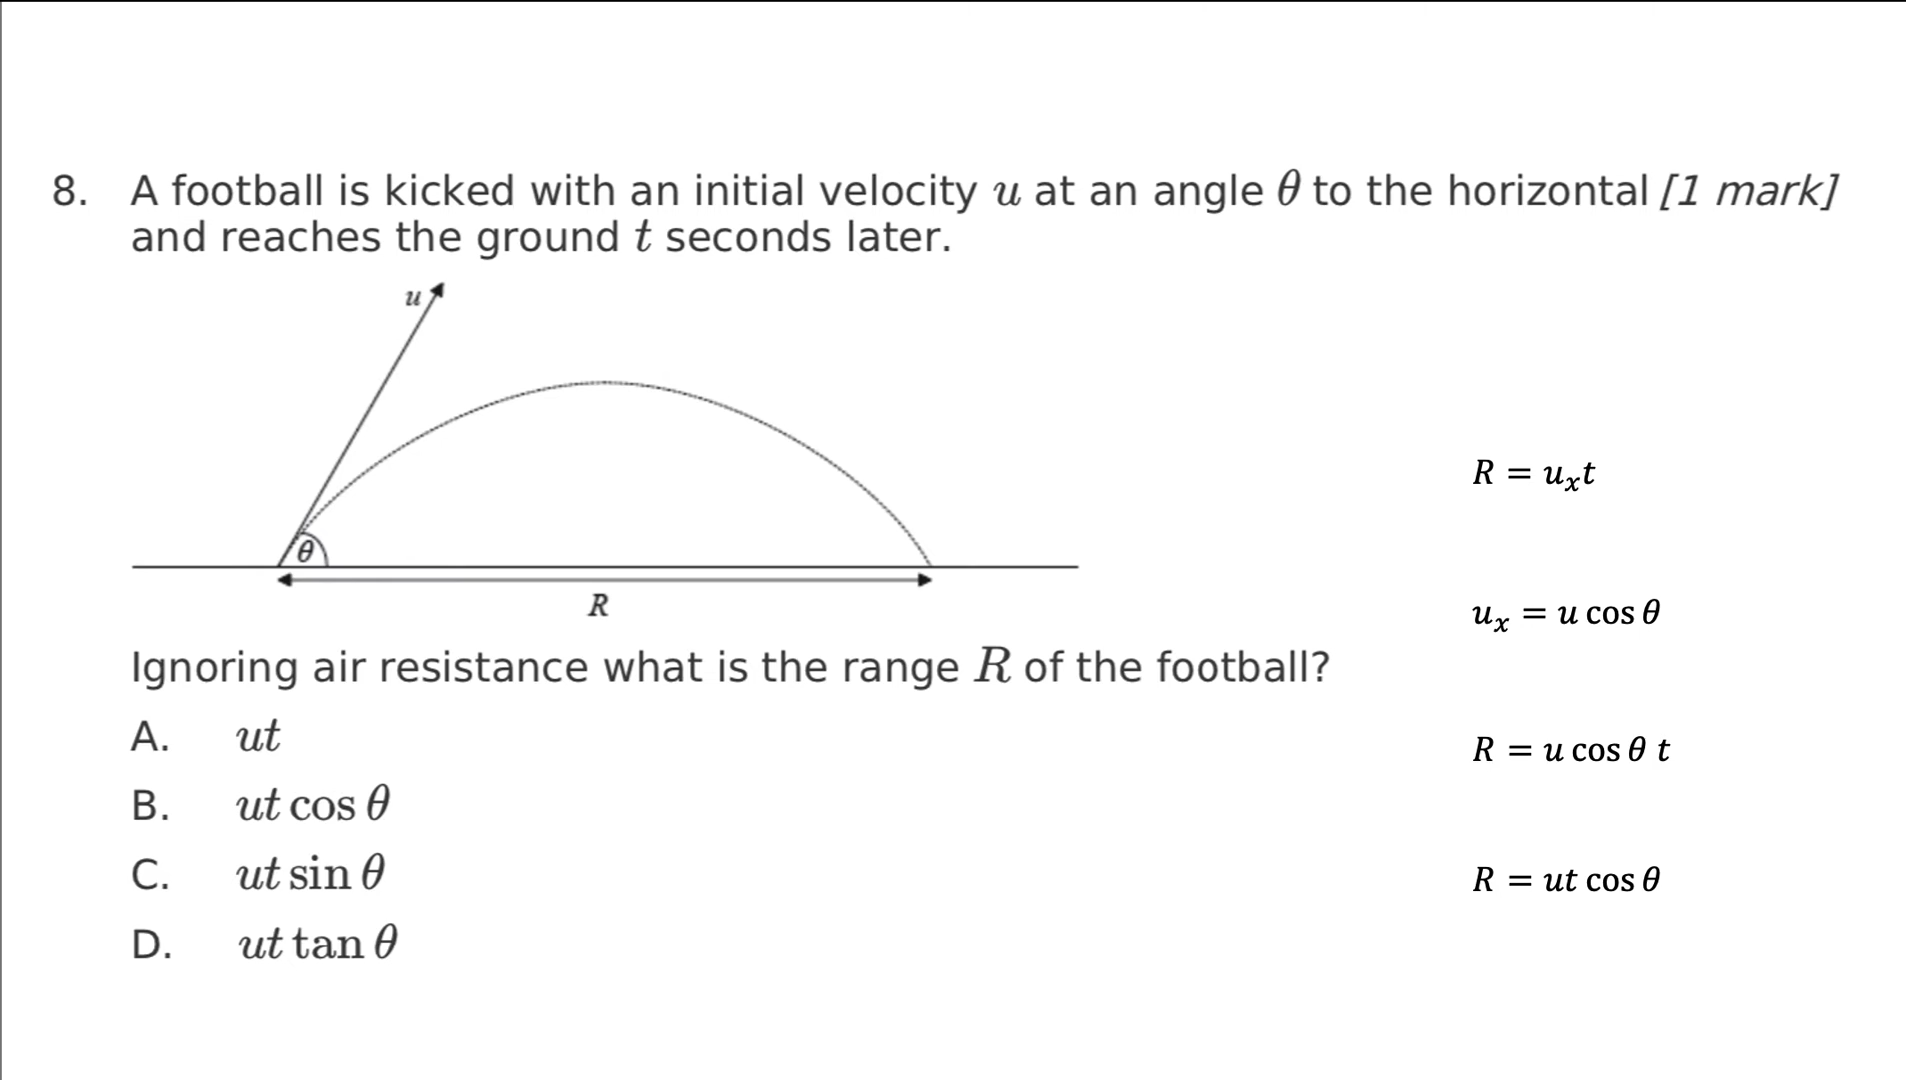 8. A football is kicked with an initial velocity u at an angle θ to the horizontal [1 mark]
and reaches the ground t seconds later.
u
θ
R
Ignoring air resistance what is the range R of the football?
A. ut
B. ut cos θ
C. ut sin θ
D. ut tan θ
R = uₓt
uₓ = u cos θ
R = u cos θ t
R = ut cos θ